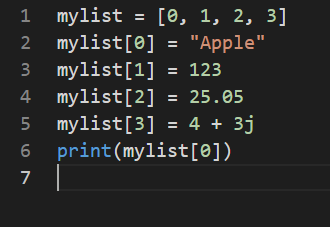 1 mylist = [0, 1, 2, 3]
2 mylist[0] = "Apple"
3 mylist[1] = 123
4 mylist[2] = 25.05
5 mylist[3] = 4 + 3j
6 print(mylist[0])
7